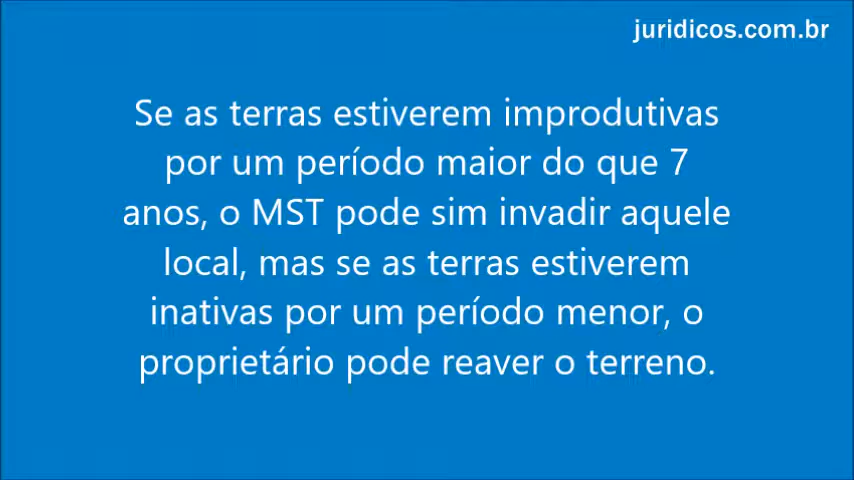 juridicos.com.br
Se as terras estiverem improdutivas
por um período maior do que 7
anos, o MST pode sim invadir aquele
local, mas se as terras estiverem
inativas por um período menor, o
proprietário pode reaver o terreno.